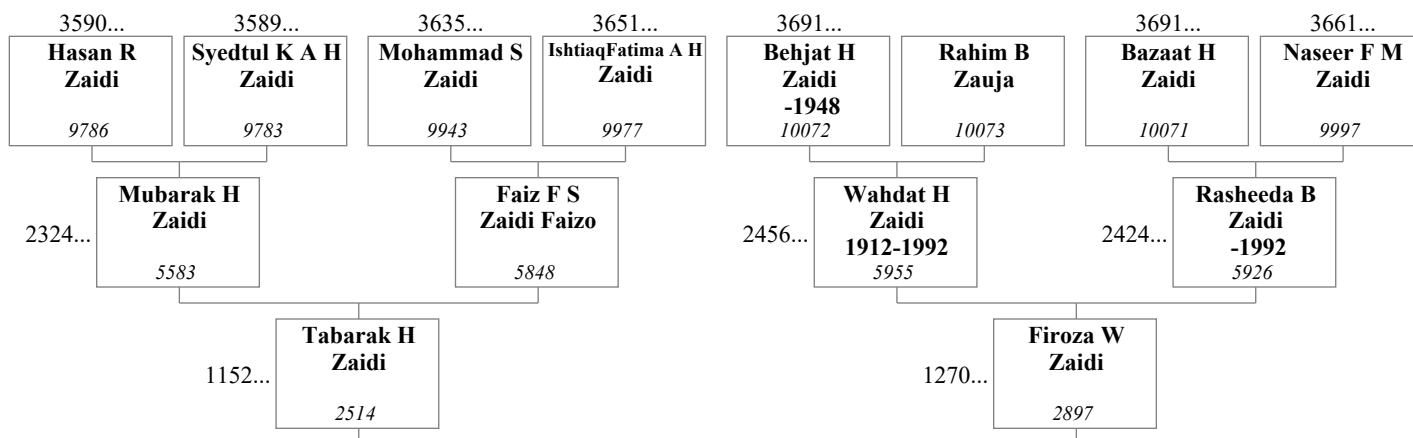 3590...
3589...
3635...
3651...
3691...
3691...
3661...
Hasan R
Zaidi
9786
Syedtul K A H
Zaidi
9783
Mohammad S
Zaidi
9943
IshtiaqFatima A H
Zaidi
9977
Behjat H
Zaidi
-1948
10072
Rahim B
Zauja
10073
Bazaat H
Zaidi
10071
Naseer F M
Zaidi
9997
2324...
Mubarak H
Zaidi
5583
Faiz F S
Zaidi Faizo
5848
2456...
Wahdat H
Zaidi
1912-1992
5955
2424...
Rasheeda B
Zaidi
-1992
5926
1152...
Tabarak H
Zaidi
2514
1270...
Firoza W
Zaidi
2897